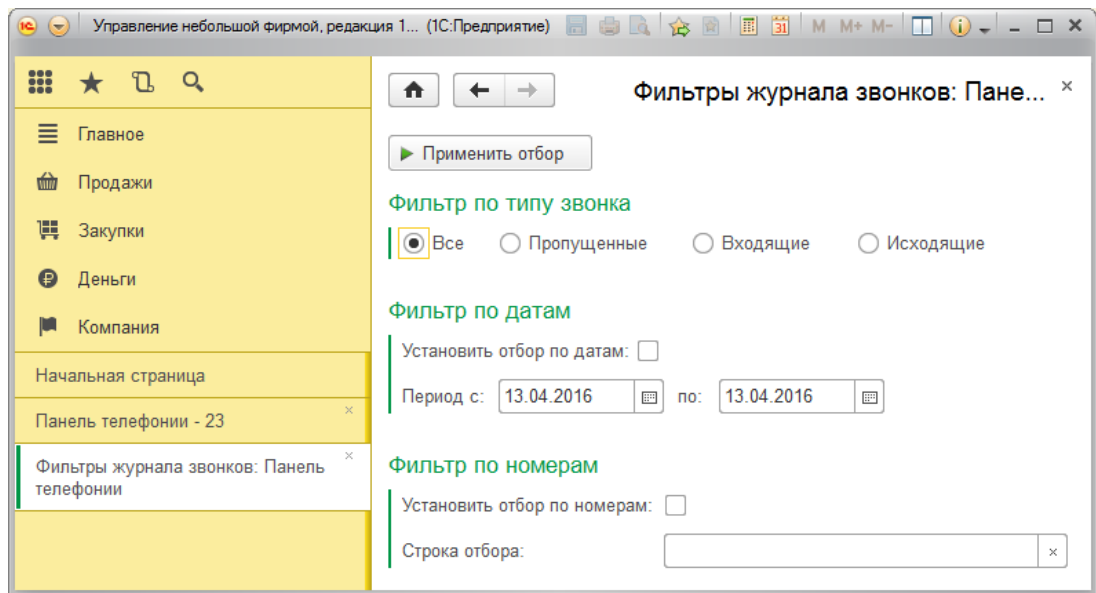 1С Управление небольшой фирмой, редакция 1... (1С:Предприятие) 31 M M+ M-
Фильтры журнала звонков: Пане...
Главное
Применить отбор
Продажи
Фильтр по типу звонка
Закупки
Все Пропущенные Входящие Исходящие
Деньги
Фильтр по датам
Компания
Установить отбор по датам:
Начальная страница
Период с: 13.04.2016 по: 13.04.2016
Панель телефонии - 23
Фильтры журнала звонков: Панель
телефонии
Фильтр по номерам
Установить отбор по номерам:
Строка отбора: